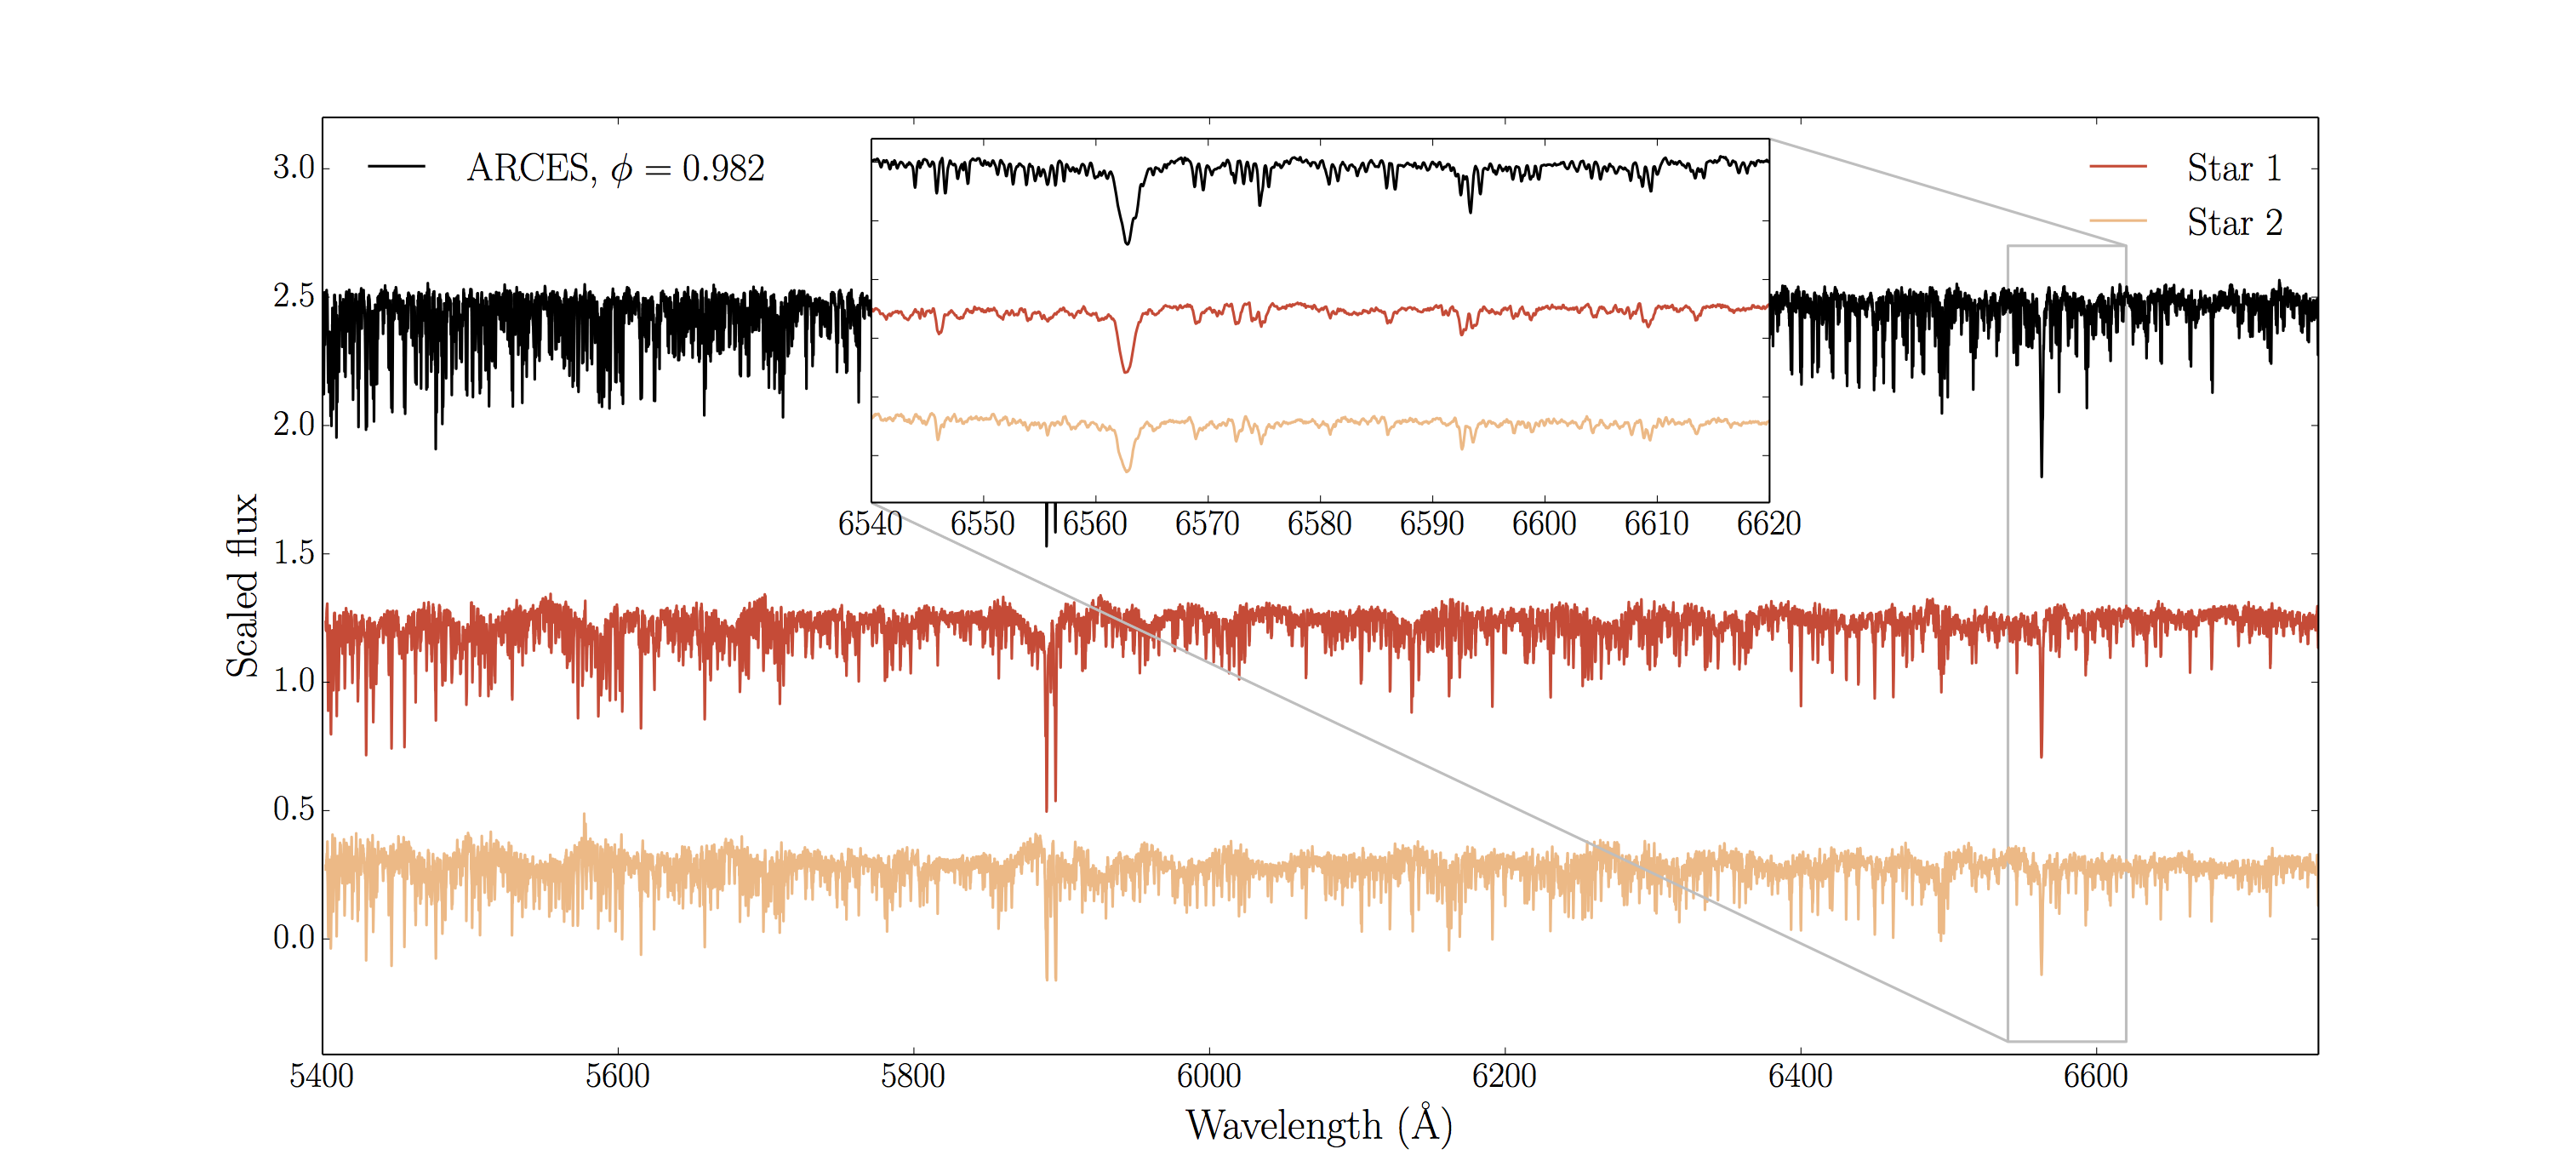 3.0
2.5
2.0
1.5
1.0
0.5
0.0
Scaled flux
ARCES, ϕ = 0.982
Star 1
Star 2
6540 6550 6560 6570 6580 6590 6600 6610 6620
5400 5600 5800 6000 6200 6400 6600
Wavelength (Å)